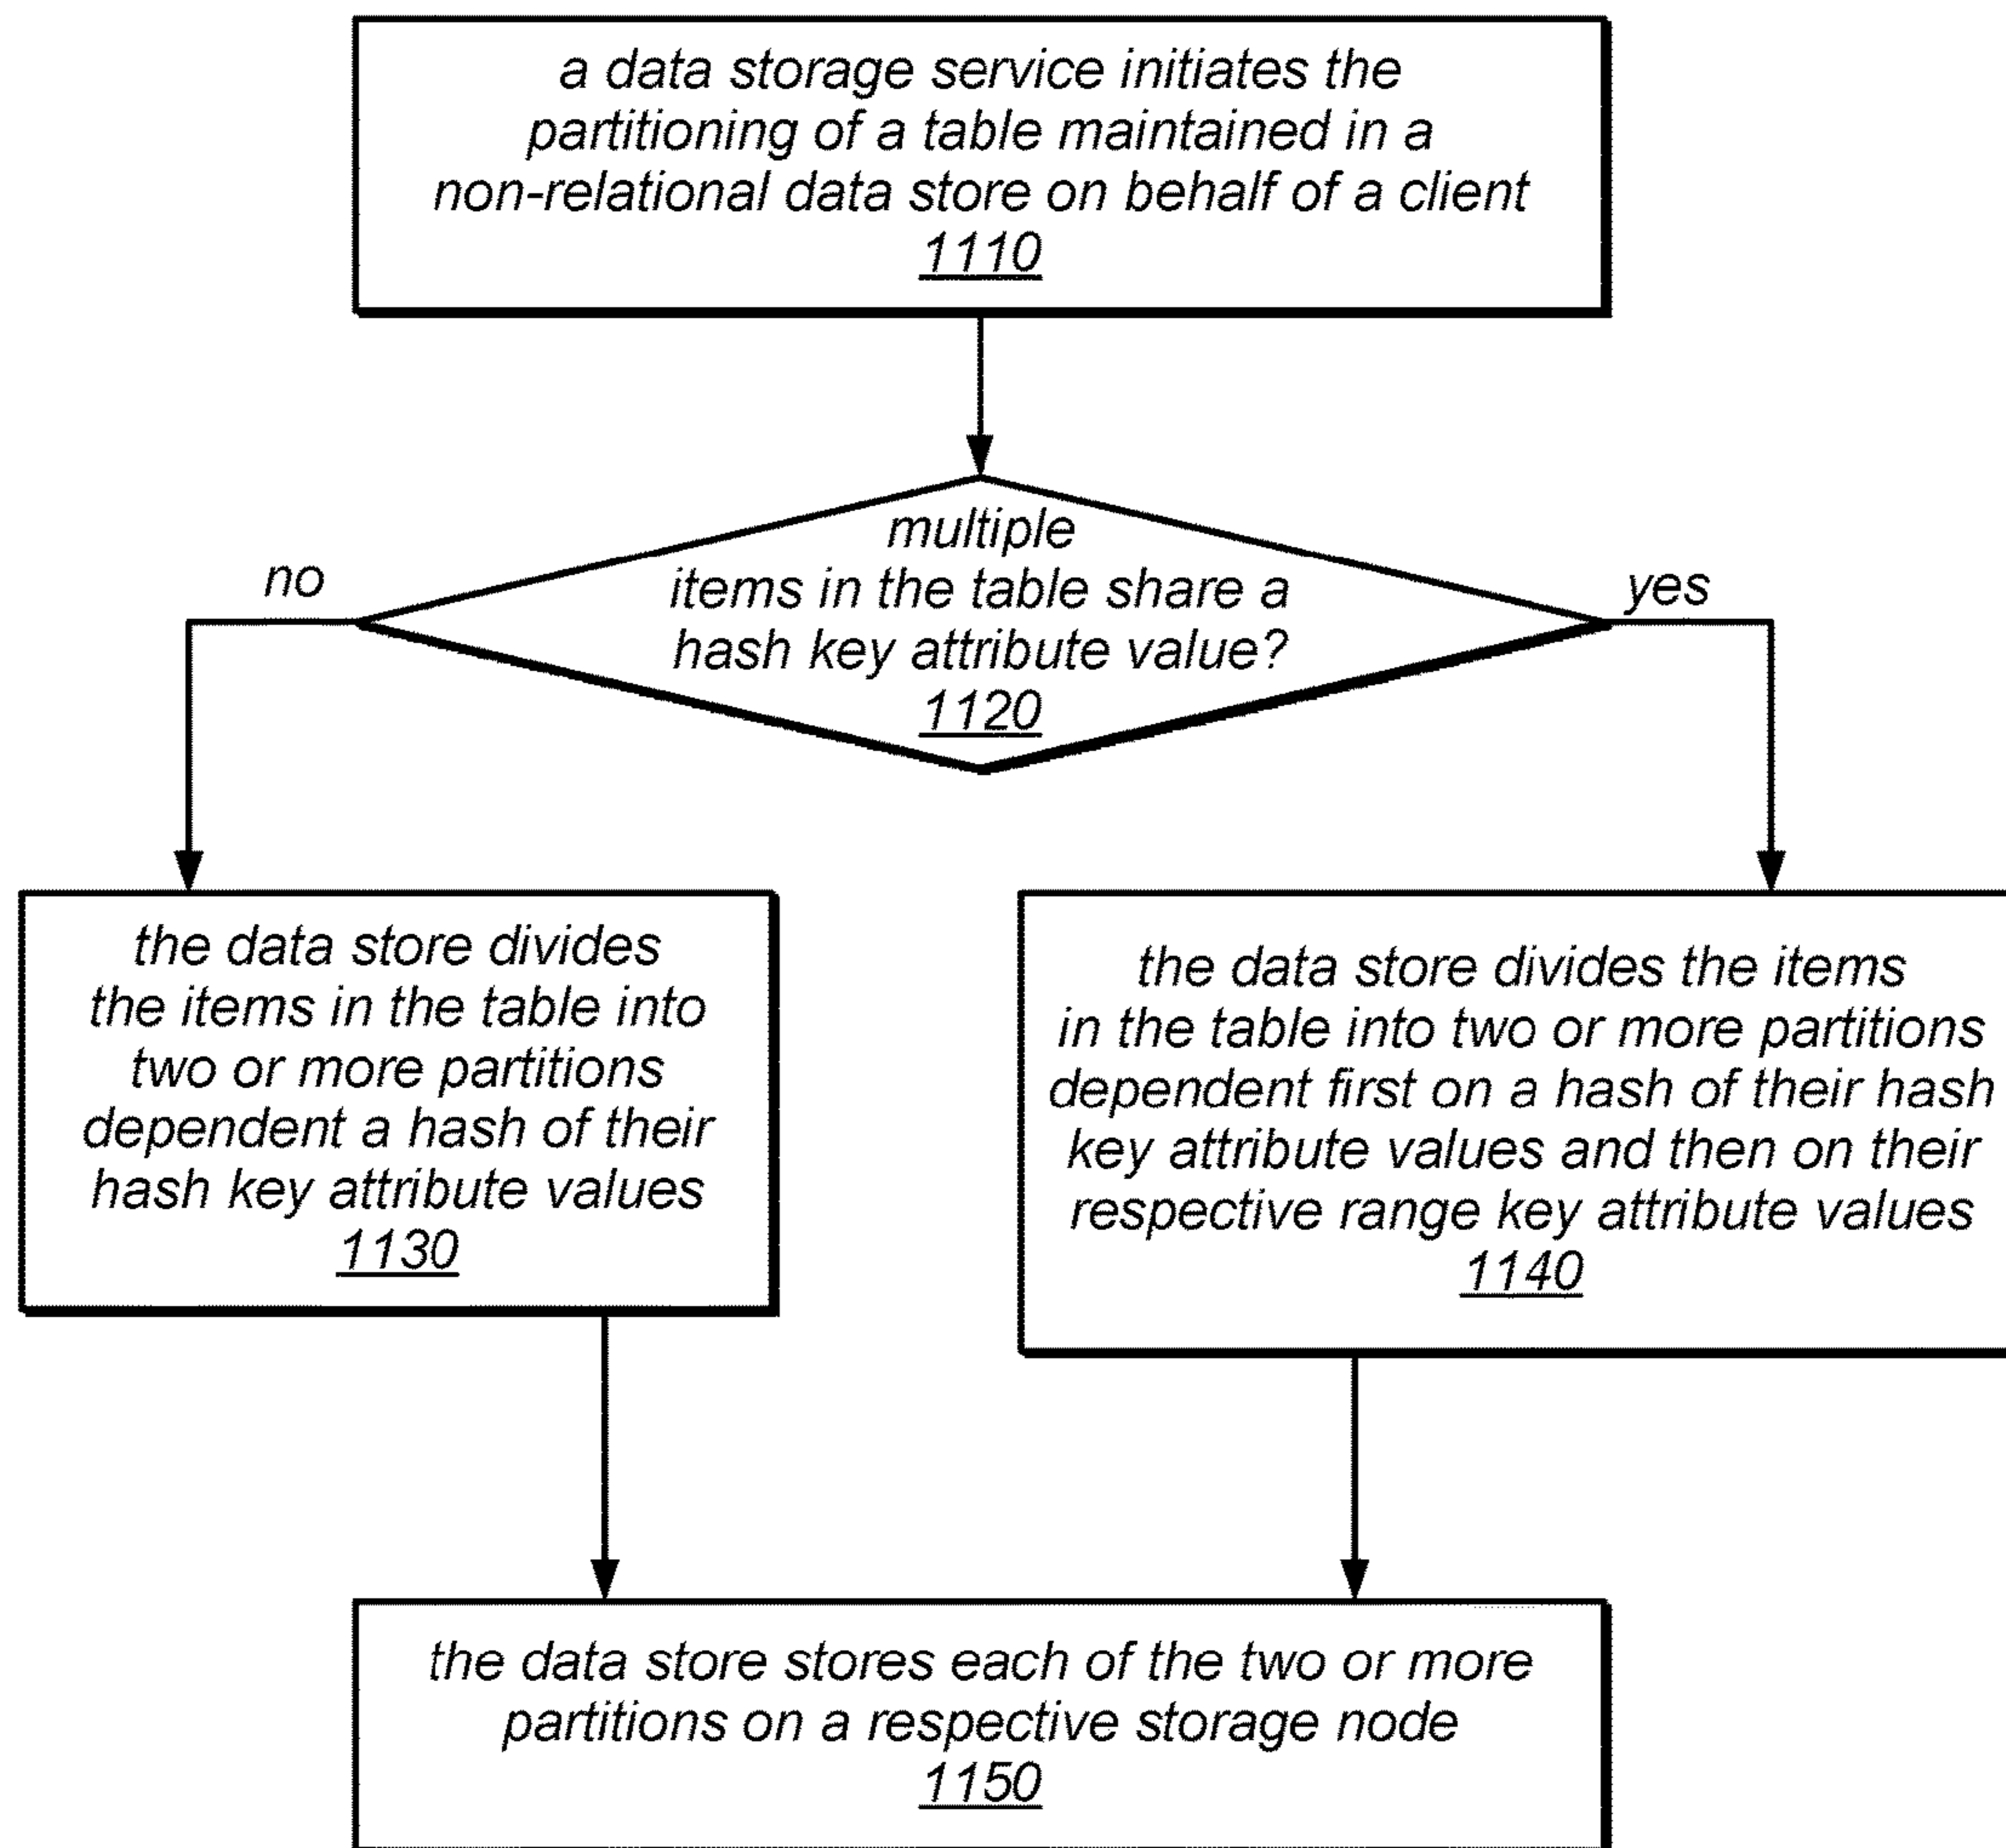 a data storage service initiates the
partitioning of a table maintained in a
non-relational data store on behalf of a client
1110
multiple
items in the table share a
hash key attribute value?
1120
no
yes
the data store divides
the items in the table into
two or more partitions
dependent a hash of their
hash key attribute values
1130
the data store divides the items
in the table into two or more partitions
dependent first on a hash of their hash
key attribute values and then on their
respective range key attribute values
1140
the data store stores each of the two or more
partitions on a respective storage node
1150